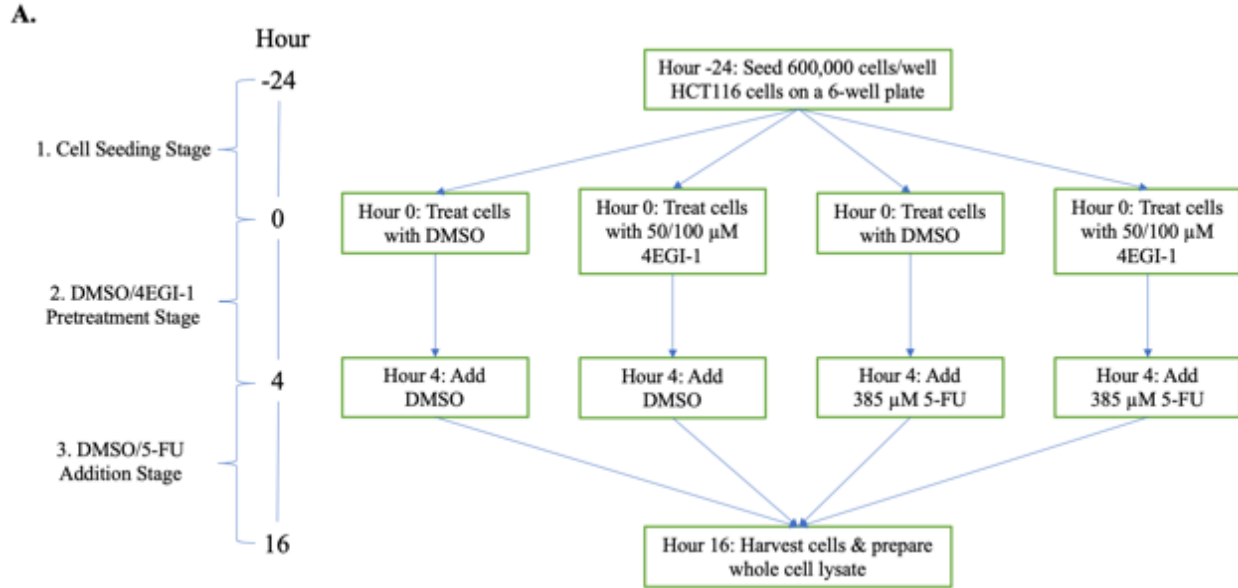 A.
Hour
-24
0
4
16
1. Cell Seeding Stage
2. DMSO/4EGI-1
Pretreatment Stage
3. DMSO/5-FU
Addition Stage
Hour -24: Seed 600,000 cells/well
HCT116 cells on a 6-well plate
Hour 0: Treat cells
with DMSO
Hour 0: Treat cells
with 50/100 µM
4EGI-1
Hour 0: Treat cells
with DMSO
Hour 0: Treat cells
with 50/100 µM
4EGI-1
Hour 4: Add
DMSO
Hour 4: Add
DMSO
Hour 4: Add
385 µM 5-FU
Hour 4: Add
385 µM 5-FU
Hour 16: Harvest cells & prepare
whole cell lysate